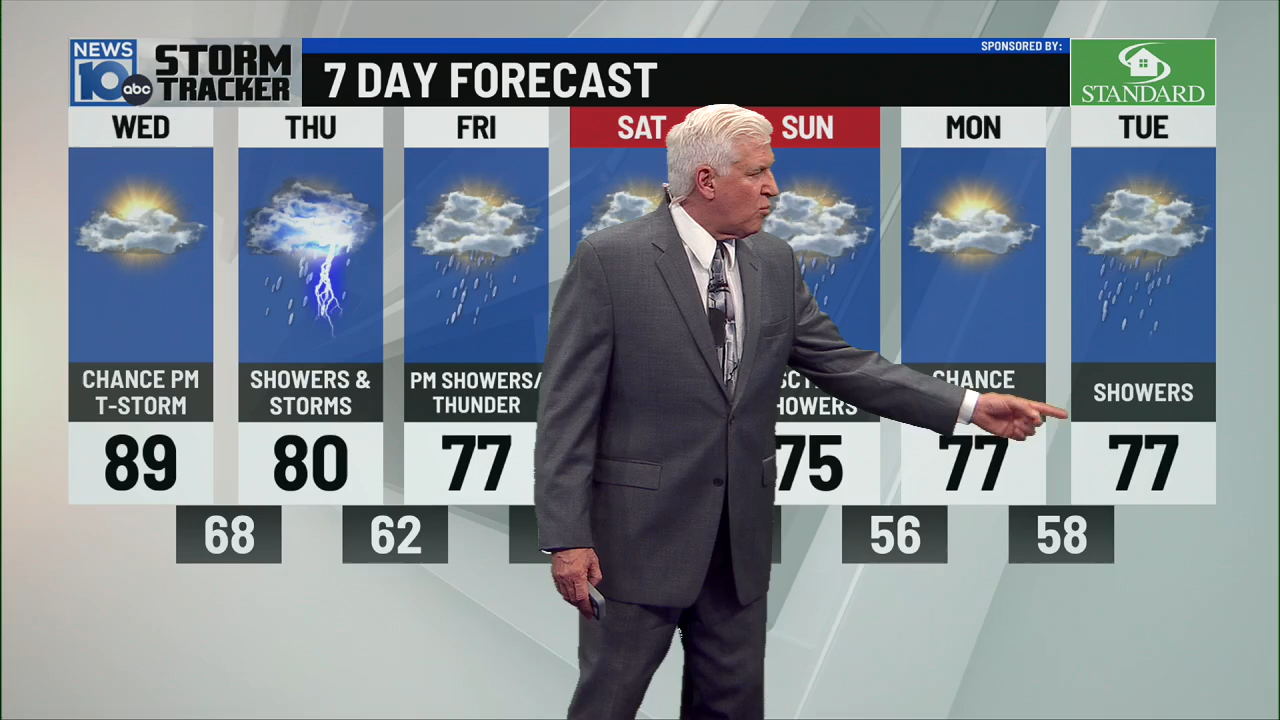 NEWS
10
abc
STORM
TRACKER
7 DAY FORECAST
SPONSORED BY:
STANDARD
WED
THU
FRI
SAT
SUN
MON
TUE
CHANCE PM
T-STORM
SHOWERS &
STORMS
PM SHOWERS/
THUNDER
CHANCE
SHOWERS
89
80
77
75
77
77
68
62
56
58